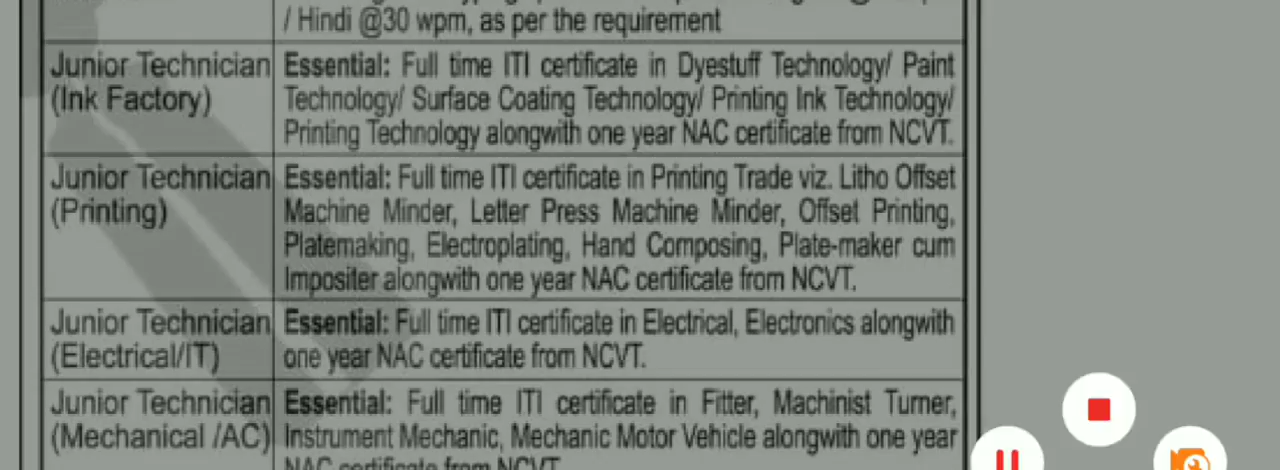 / Hindi @30 wpm, as per the requirement
Junior Technician
(Ink Factory)
Essential: Full time ITI certificate in Dyestuff Technology/ Paint
Technology/ Surface Coating Technology/ Printing Ink Technology/
Printing Technology alongwith one year NAC certificate from NCVT.
Junior Technician
(Printing)
Essential: Full time ITI certificate in Printing Trade viz. Litho Offset
Machine Minder, Letter Press Machine Minder, Offset Printing,
Platemaking, Electroplating, Hand Composing, Plate-maker cum
Impositer alongwith one year NAC certificate from NCVT.
Junior Technician
(Electrical/IT)
Essential: Full time ITI certificate in Electrical, Electronics alongwith
one year NAC certificate from NCVT.
Junior Technician
(Mechanical /AC)
Essential: Full time ITI certificate in Fitter, Machinist Turner,
Instrument Mechanic, Mechanic Motor Vehicle alongwith one year
NAC certificate from NCVT.